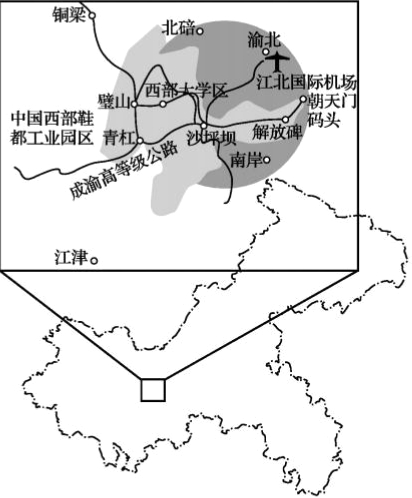 铜梁
北碚
渝北
江北国际机场
璧山
西部大学区
朝天门
码头
中国西部鞋
都工业园区
青杠
沙坪坝
解放碑
成渝高等级公路
南岸
江津